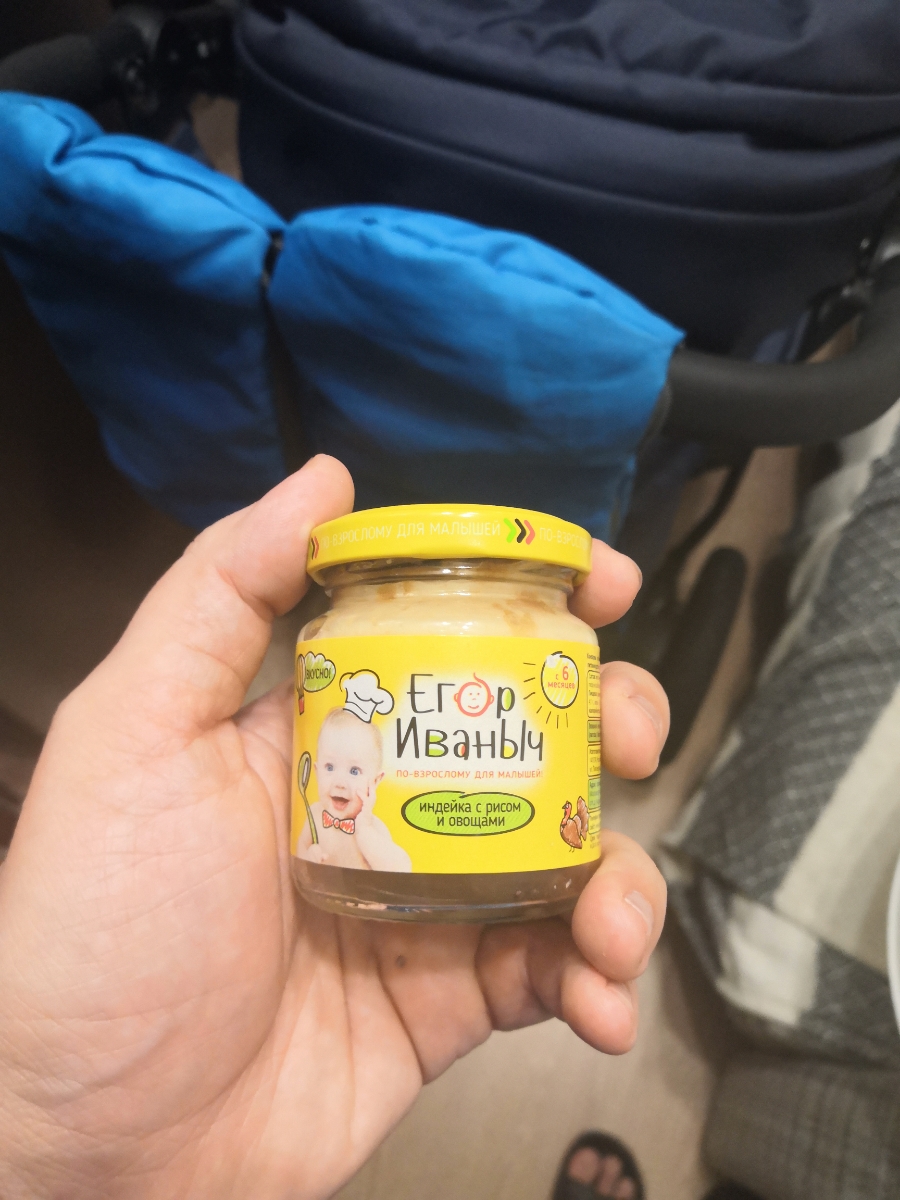 ПО-ВЗРОСЛОМУ ДЛЯ МАЛЫШЕЙ
ВКУСНО!
с 6
месяцев
Егор
Иваныч
ПО-ВЗРОСЛОМУ ДЛЯ МАЛЫШЕЙ!
индейка с рисом
и овощами